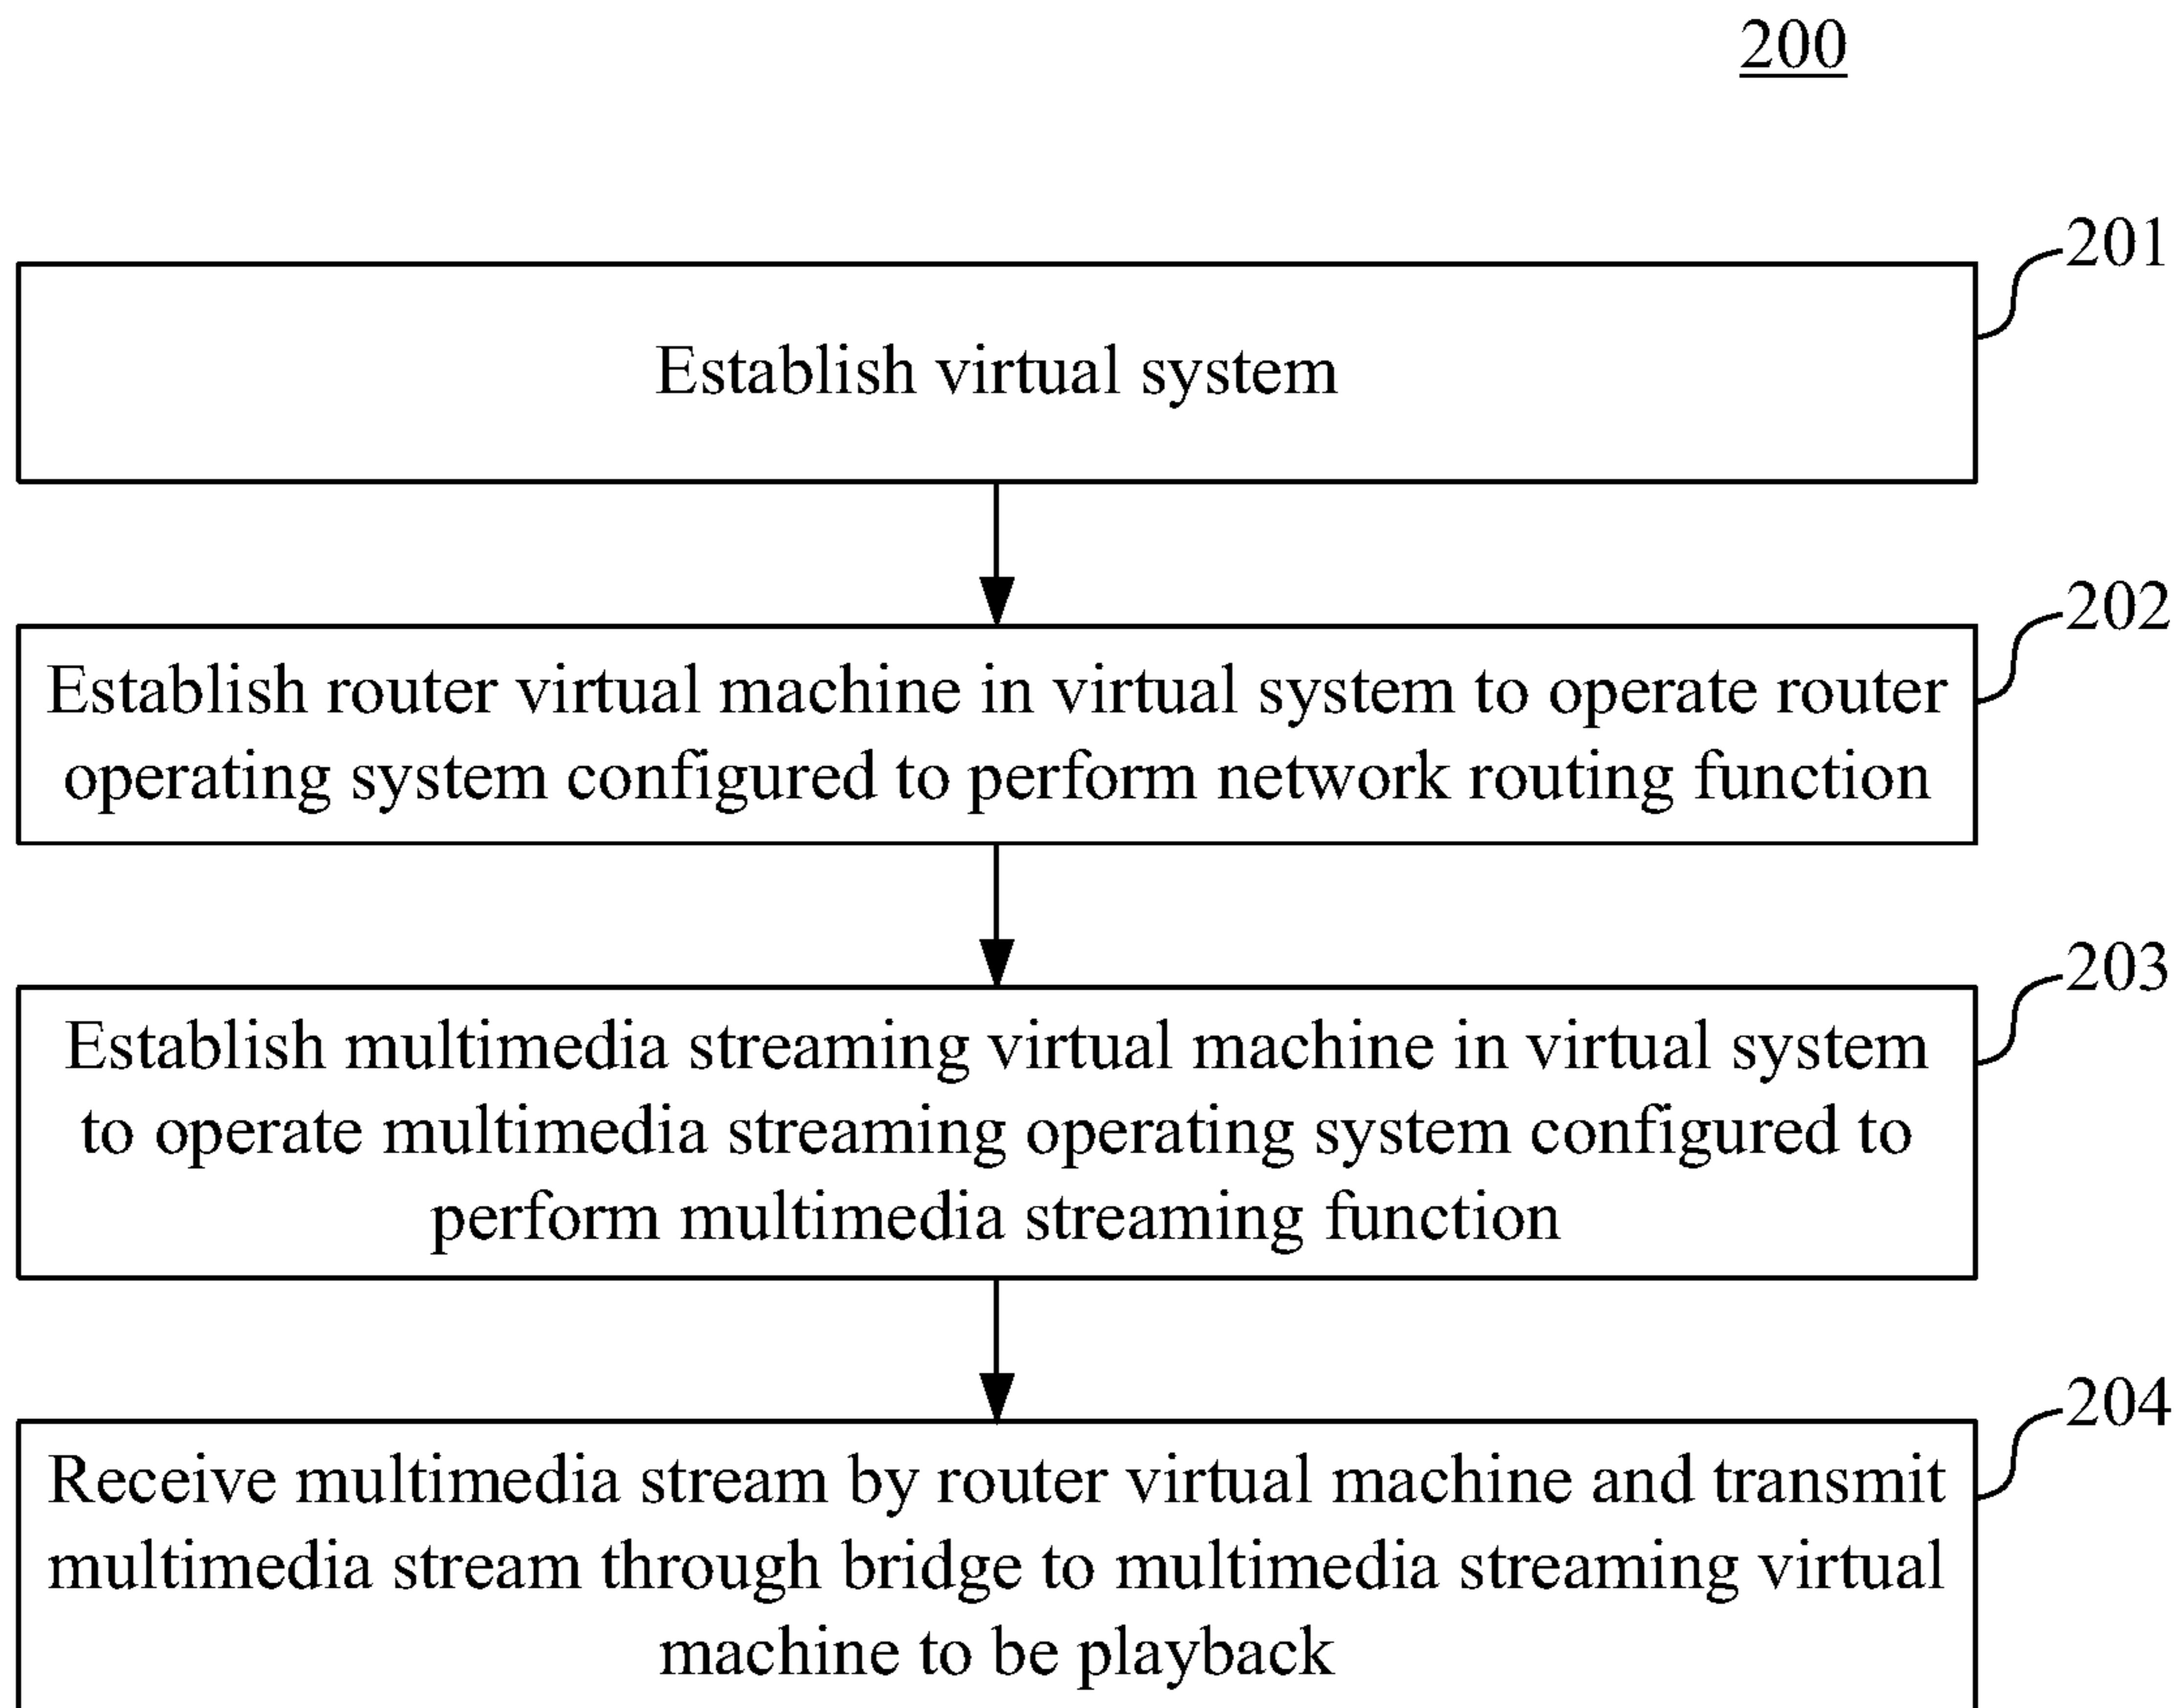 200
201
Establish virtual system
202
Establish router virtual machine in virtual system to operate router
operating system configured to perform network routing function
203
Establish multimedia streaming virtual machine in virtual system
to operate multimedia streaming operating system configured to
perform multimedia streaming function
204
Receive multimedia stream by router virtual machine and transmit
multimedia stream through bridge to multimedia streaming virtual
machine to be playback